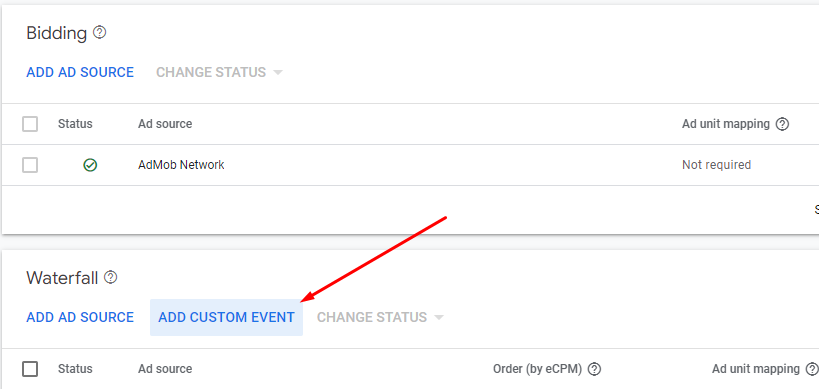 Bidding
ADD AD SOURCE CHANGE STATUS
Status Ad source Ad unit mapping
AdMob Network Not required
S
Waterfall
ADD AD SOURCE ADD CUSTOM EVENT CHANGE STATUS
Status Ad source Order (by eCPM) Ad unit mapping